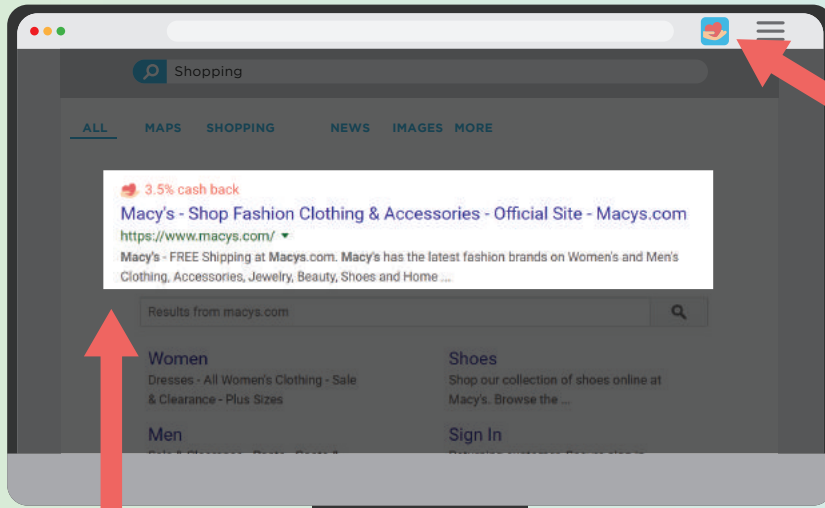 Shopping
ALL MAPS SHOPPING NEWS IMAGES MORE
3.5% cash back
Macy's - Shop Fashion Clothing & Accessories - Official Site - Macys.com
https://www.macys.com/
Macy's - FREE Shipping at Macys.com. Macy's has the latest fashion brands on Women's and Men's
Clothing, Accessories, Jewelry, Beauty, Shoes and Home ...
Results from macys.com
Women
Dresses - All Women's Clothing - Sale
& Clearance - Plus Sizes
Shoes
Shop our collection of shoes online at
Macy's. Browse the ...
Men
Sign In